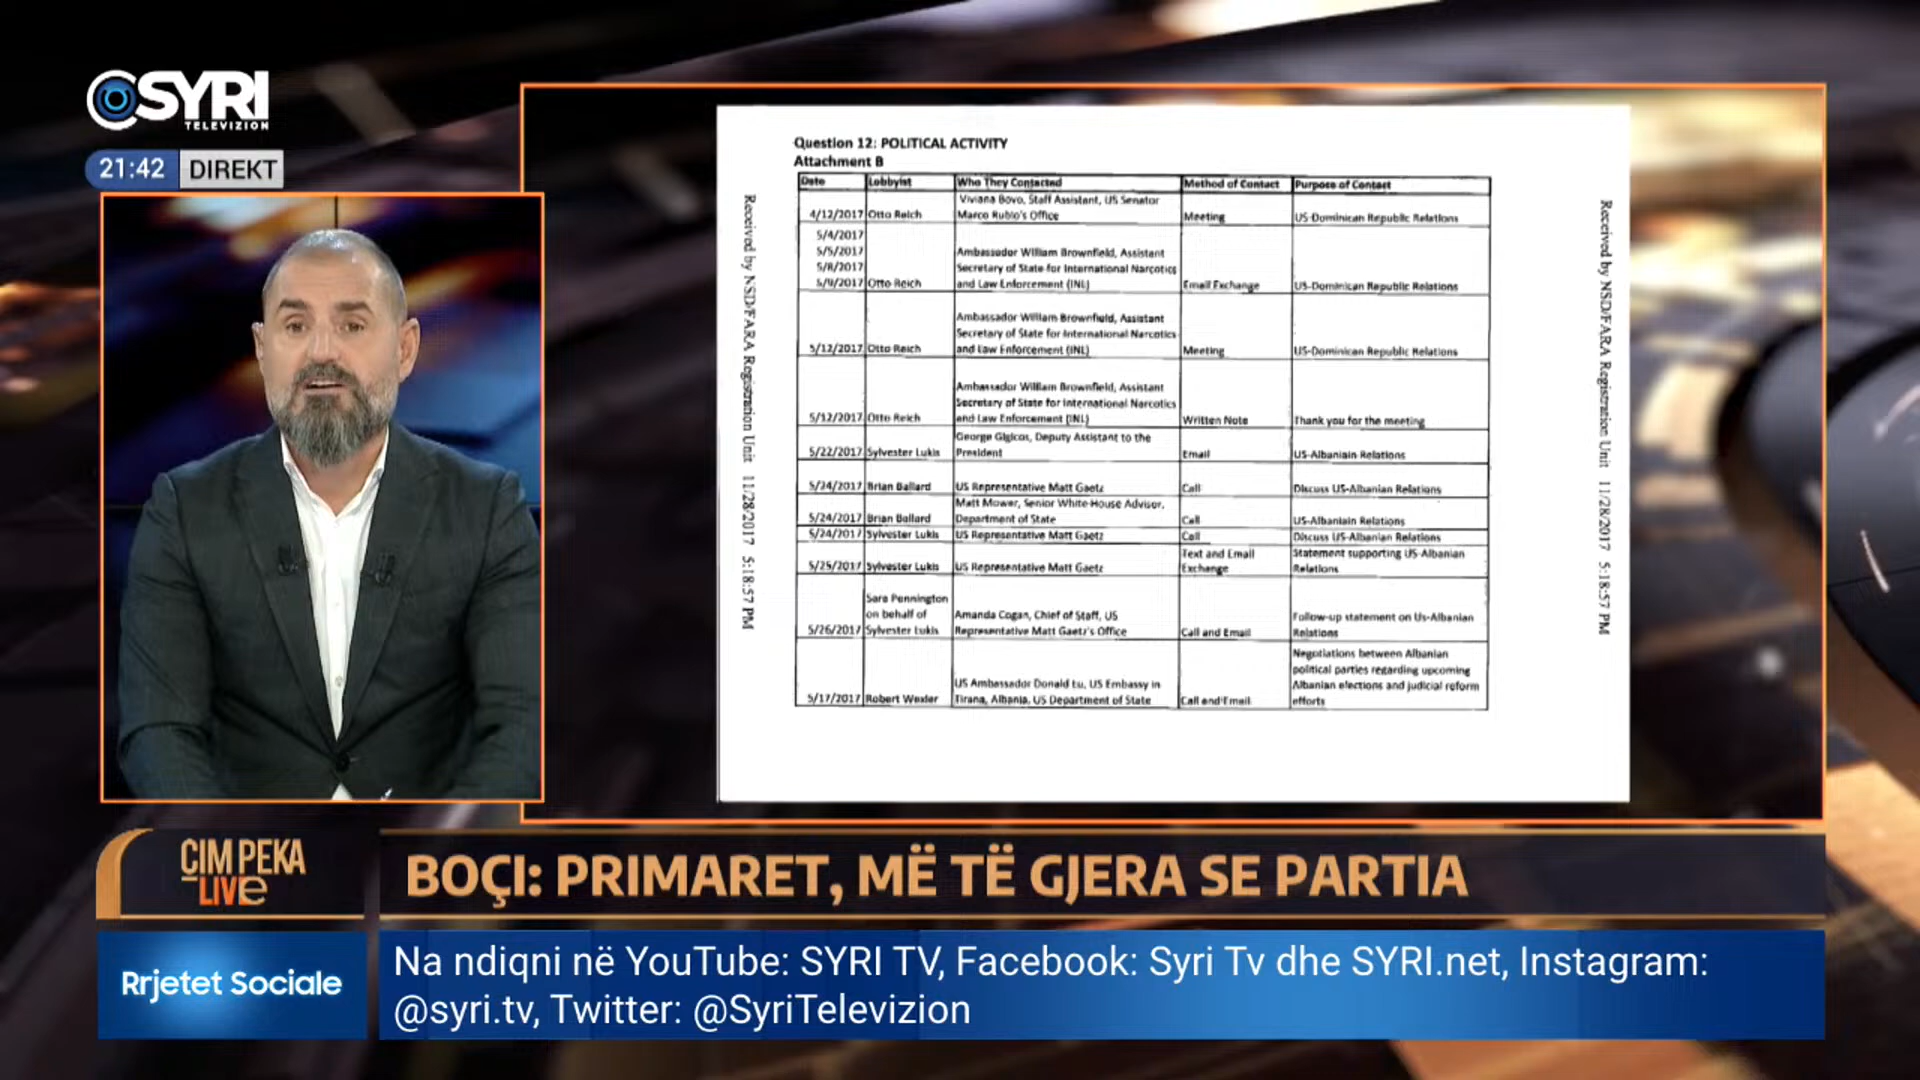 SYRI
TELEVIZION
21:42 DIREKT
Question 12: POLITICAL ACTIVITY
Attachment B
Date Lobbyist Who They Contacted Method of Contact Purpose of Contact
Viviana Bovo, Staff Assistant, US Senator
4/12/2017 Otto Reich Marco Rubio's Office Meeting US-Dominican Republic Relations
5/4/2017
5/5/2017 Ambassador William Brownfield, Assistant
5/8/2017 Secretary of State for International Narcotics
5/9/2017 Otto Reich and Law Enforcement (INL) Email Exchange US-Dominican Republic Relations
Ambassador William Brownfield, Assistant
Secretary of State for International Narcotics
5/12/2017 Otto Reich and Law Enforcement (INL) Meeting US-Dominican Republic Relations
Ambassador William Brownfield, Assistant
Secretary of State for International Narcotics
5/12/2017 Otto Reich and Law Enforcement (INL) Written Note Thank you for the meeting
George Gigicos, Deputy Assistant to the
5/22/2017 Sylvester Lukis President Email US-Albaniain Relations
5/24/2017 Brian Ballard US Representative Matt Gaetz Call Discuss US-Albanian Relations
Matt Mower, Senior White House Advisor,
5/24/2017 Brian Ballard Department of State Call US-Albaniain Relations
5/24/2017 Sylvester Lukis US Representative Matt Gaetz Call Discuss US-Albanian Relations
Text and Email Statement supporting US-Albanian
5/25/2017 Sylvester Lukis US Representative Matt Gaetz Exchange Relations
Sara Pennington
on behalf of Amanda Cogan, Chief of Staff, US Follow-up statement on Us-Albanian
5/26/2017 Sylvester Lukis Representative Matt Gaetz's Office Call and Email Relations
Negotiations between Albanian
political parties regarding upcoming
US Ambassador Donald Lu, US Embassy in Albanian elections and judicial reform
5/17/2017 Robert Wexler Tirana, Albania, US Department of State Call and Email efforts
Received by NSD/FARA Registration Unit 11/28/2017 5:18:57 PM
Received by NSD/FARA Registration Unit 11/28/2017 5:18:57 PM
ÇIM PEKA
LIVE
BOÇI: PRIMARET, MË TË GJERA SE PARTIA
Rrjetet Sociale
Na ndiqni në YouTube: SYRI TV, Facebook: Syri Tv dhe SYRI.net, Instagram:
@syri.tv, Twitter: @SyriTelevizion